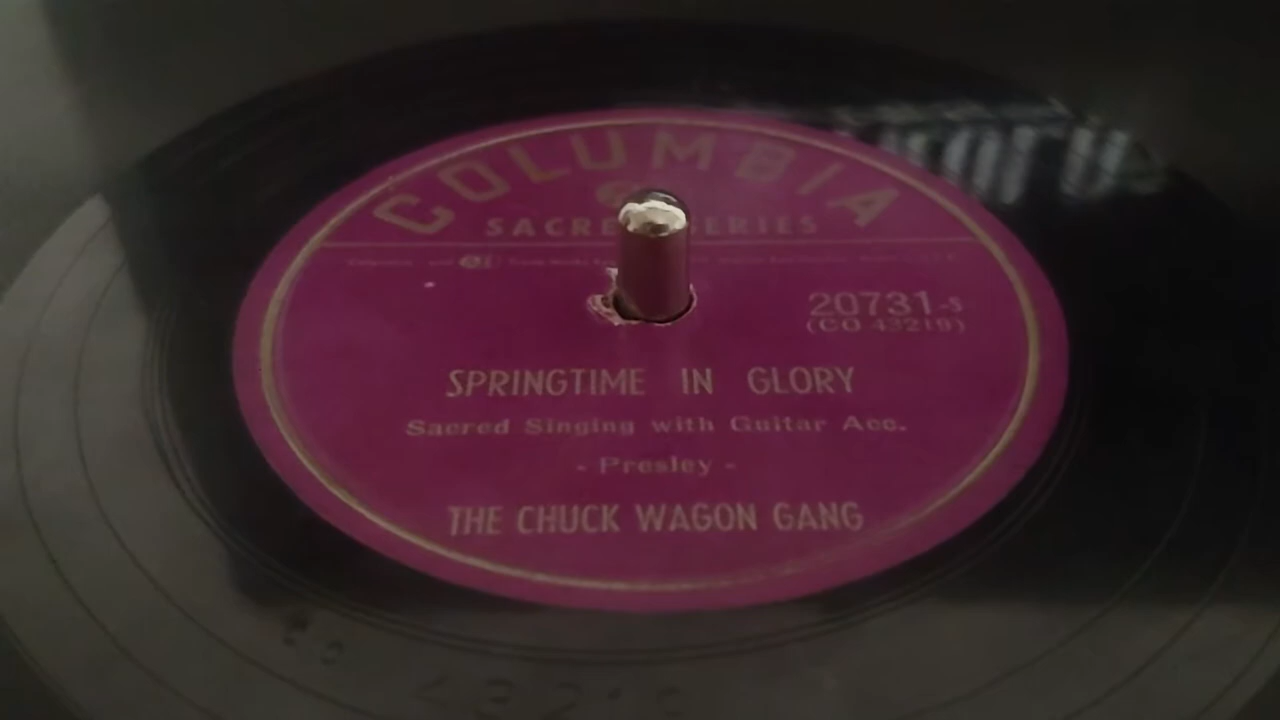 COLUMBIA
SACRED SERIES
20731-S
(CO 43219)
SPRINGTIME IN GLORY
Sacred Singing with Guitar Acc.
- Presley -
THE CHUCK WAGON GANG